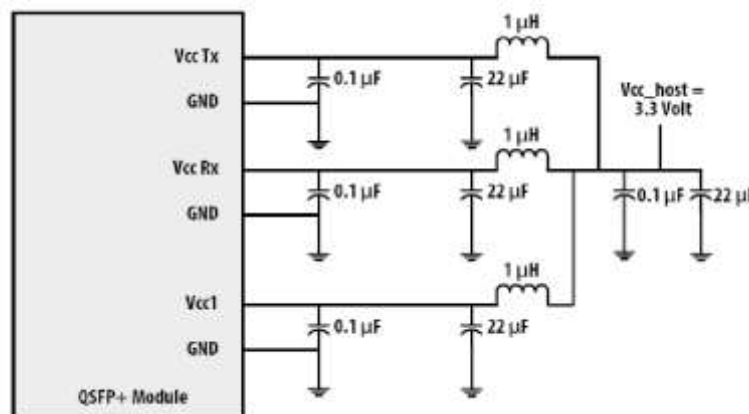 1 µH
Vcc Tx
0.1 µF
22 µF
GND
Vcc_host =
3.3 Volt
1 µH
Vcc Rx
0.1 µF
22 µF
0.1 µF
22 µF
GND
1 µH
Vcc1
0.1 µF
22 µF
GND
QSFP+ Module